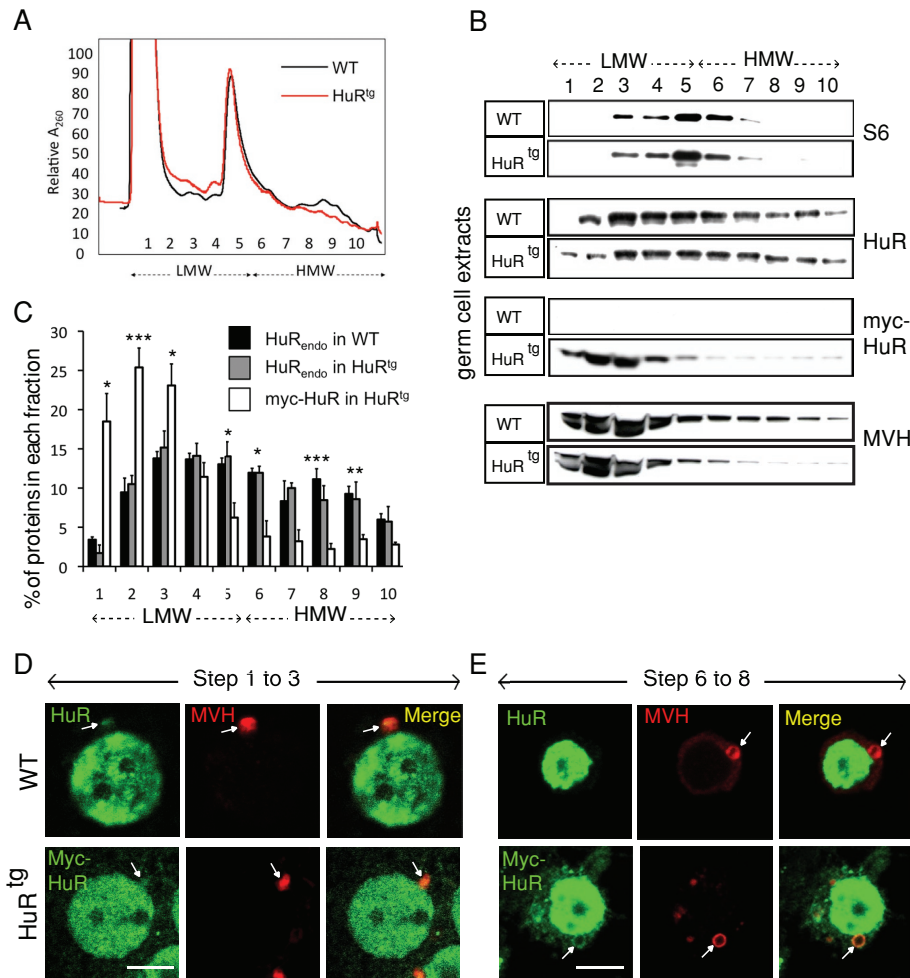 A
100
90
80
70
60
50
40
30
20
10
0
Relative A260
WT
HuRtg
1 2 3 4 5 6 7 8 9 10
LMW HMW
B
LMW HMW
1 2 3 4 5 6 7 8 9 10
WT
HuR tg
S6
WT
HuR tg
HuR
WT
HuR tg
myc-
HuR
WT
HuR tg
MVH
germ cell extracts
C
30
25
20
15
10
5
0
% of proteins in each fraction
HuRendo in WT
HuRendo in HuRtg
myc-HuR in HuRtg
* *** * * * *** **
1 2 3 4 5 6 7 8 9 10
LMW HMW
D
Step 1 to 3
WT
HuR MVH Merge
HuRtg
Myc-
HuR
E
Step 6 to 8
HuR MVH Merge
Myc-
HuR